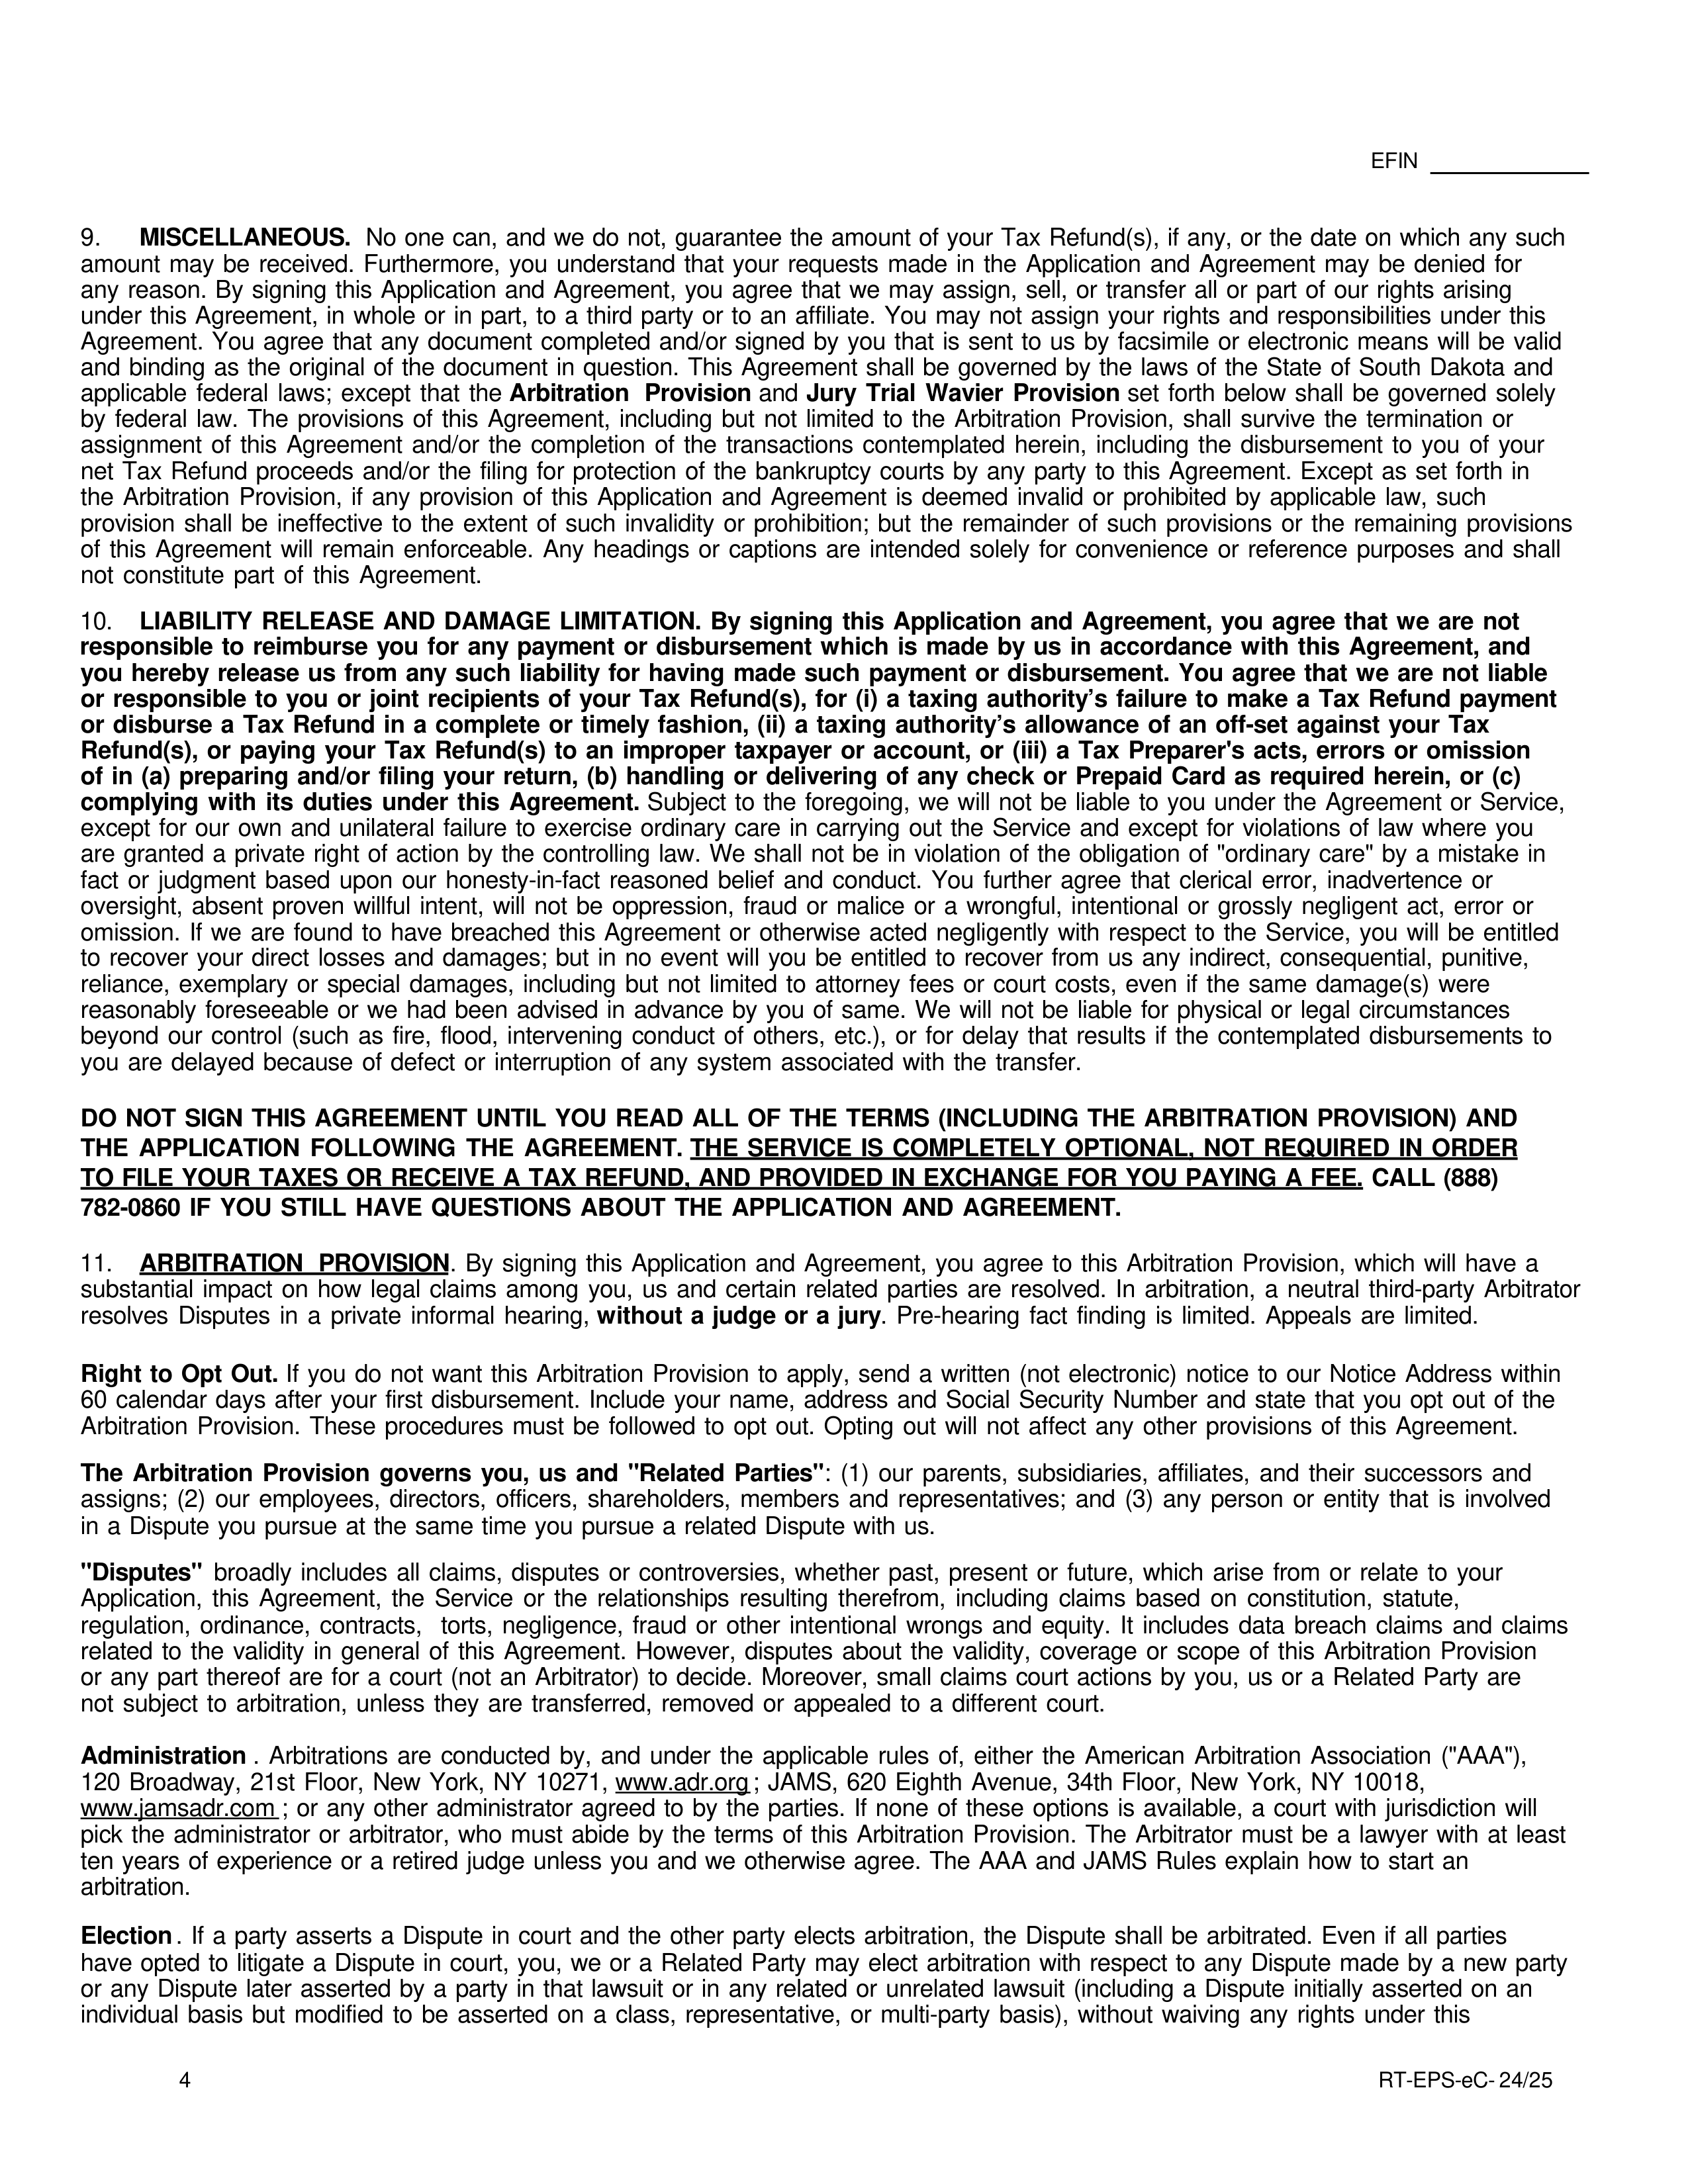 EFIN
9. MISCELLANEOUS. No one can, and we do not, guarantee the amount of your Tax Refund(s), if any, or the date on which any such
amount may be received. Furthermore, you understand that your requests made in the Application and Agreement may be denied for
any reason. By signing this Application and Agreement, you agree that we may assign, sell, or transfer all or part of our rights arising
under this Agreement, in whole or in part, to a third party or to an affiliate. You may not assign your rights and responsibilities under this
Agreement. You agree that any document completed and/or signed by you that is sent to us by facsimile or electronic means will be valid
and binding as the original of the document in question. This Agreement shall be governed by the laws of the State of South Dakota and
applicable federal laws; except that the Arbitration Provision and Jury Trial Wavier Provision set forth below shall be governed solely
by federal law. The provisions of this Agreement, including but not limited to the Arbitration Provision, shall survive the termination or
assignment of this Agreement and/or the completion of the transactions contemplated herein, including the disbursement to you of your
net Tax Refund proceeds and/or the filing for protection of the bankruptcy courts by any party to this Agreement. Except as set forth in
the Arbitration Provision, if any provision of this Application and Agreement is deemed invalid or prohibited by applicable law, such
provision shall be ineffective to the extent of such invalidity or prohibition; but the remainder of such provisions or the remaining provisions
of this Agreement will remain enforceable. Any headings or captions are intended solely for convenience or reference purposes and shall
not constitute part of this Agreement.
10. LIABILITY RELEASE AND DAMAGE LIMITATION. By signing this Application and Agreement, you agree that we are not
responsible to reimburse you for any payment or disbursement which is made by us in accordance with this Agreement, and
you hereby release us from any such liability for having made such payment or disbursement. You agree that we are not liable
or responsible to you or joint recipients of your Tax Refund(s), for (i) a taxing authority’s failure to make a Tax Refund payment
or disburse a Tax Refund in a complete or timely fashion, (ii) a taxing authority’s allowance of an off-set against your Tax
Refund(s), or paying your Tax Refund(s) to an improper taxpayer or account, or (iii) a Tax Preparer's acts, errors or omission
of in (a) preparing and/or filing your return, (b) handling or delivering of any check or Prepaid Card as required herein, or (c)
complying with its duties under this Agreement. Subject to the foregoing, we will not be liable to you under the Agreement or Service,
except for our own and unilateral failure to exercise ordinary care in carrying out the Service and except for violations of law where you
are granted a private right of action by the controlling law. We shall not be in violation of the obligation of "ordinary care" by a mistake in
fact or judgment based upon our honesty-in-fact reasoned belief and conduct. You further agree that clerical error, inadvertence or
oversight, absent proven willful intent, will not be oppression, fraud or malice or a wrongful, intentional or grossly negligent act, error or
omission. If we are found to have breached this Agreement or otherwise acted negligently with respect to the Service, you will be entitled
to recover your direct losses and damages; but in no event will you be entitled to recover from us any indirect, consequential, punitive,
reliance, exemplary or special damages, including but not limited to attorney fees or court costs, even if the same damage(s) were
reasonably foreseeable or we had been advised in advance by you of same. We will not be liable for physical or legal circumstances
beyond our control (such as fire, flood, intervening conduct of others, etc.), or for delay that results if the contemplated disbursements to
you are delayed because of defect or interruption of any system associated with the transfer.
DO NOT SIGN THIS AGREEMENT UNTIL YOU READ ALL OF THE TERMS (INCLUDING THE ARBITRATION PROVISION) AND
THE APPLICATION FOLLOWING THE AGREEMENT. THE SERVICE IS COMPLETELY OPTIONAL, NOT REQUIRED IN ORDER
TO FILE YOUR TAXES OR RECEIVE A TAX REFUND, AND PROVIDED IN EXCHANGE FOR YOU PAYING A FEE. CALL (888)
782-0860 IF YOU STILL HAVE QUESTIONS ABOUT THE APPLICATION AND AGREEMENT.
11. ARBITRATION PROVISION. By signing this Application and Agreement, you agree to this Arbitration Provision, which will have a
substantial impact on how legal claims among you, us and certain related parties are resolved. In arbitration, a neutral third-party Arbitrator
resolves Disputes in a private informal hearing, without a judge or a jury. Pre-hearing fact finding is limited. Appeals are limited.
Right to Opt Out. If you do not want this Arbitration Provision to apply, send a written (not electronic) notice to our Notice Address within
60 calendar days after your first disbursement. Include your name, address and Social Security Number and state that you opt out of the
Arbitration Provision. These procedures must be followed to opt out. Opting out will not affect any other provisions of this Agreement.
The Arbitration Provision governs you, us and "Related Parties": (1) our parents, subsidiaries, affiliates, and their successors and
assigns; (2) our employees, directors, officers, shareholders, members and representatives; and (3) any person or entity that is involved
in a Dispute you pursue at the same time you pursue a related Dispute with us.
"Disputes" broadly includes all claims, disputes or controversies, whether past, present or future, which arise from or relate to your
Application, this Agreement, the Service or the relationships resulting therefrom, including claims based on constitution, statute,
regulation, ordinance, contracts, torts, negligence, fraud or other intentional wrongs and equity. It includes data breach claims and claims
related to the validity in general of this Agreement. However, disputes about the validity, coverage or scope of this Arbitration Provision
or any part thereof are for a court (not an Arbitrator) to decide. Moreover, small claims court actions by you, us or a Related Party are
not subject to arbitration, unless they are transferred, removed or appealed to a different court.
Administration . Arbitrations are conducted by, and under the applicable rules of, either the American Arbitration Association ("AAA"),
120 Broadway, 21st Floor, New York, NY 10271, www.adr.org ; JAMS, 620 Eighth Avenue, 34th Floor, New York, NY 10018,
www.jamsadr.com ; or any other administrator agreed to by the parties. If none of these options is available, a court with jurisdiction will
pick the administrator or arbitrator, who must abide by the terms of this Arbitration Provision. The Arbitrator must be a lawyer with at least
ten years of experience or a retired judge unless you and we otherwise agree. The AAA and JAMS Rules explain how to start an
arbitration.
Election . If a party asserts a Dispute in court and the other party elects arbitration, the Dispute shall be arbitrated. Even if all parties
have opted to litigate a Dispute in court, you, we or a Related Party may elect arbitration with respect to any Dispute made by a new party
or any Dispute later asserted by a party in that lawsuit or in any related or unrelated lawsuit (including a Dispute initially asserted on an
individual basis but modified to be asserted on a class, representative, or multi-party basis), without waiving any rights under this
4 RT-EPS-eC- 24/25